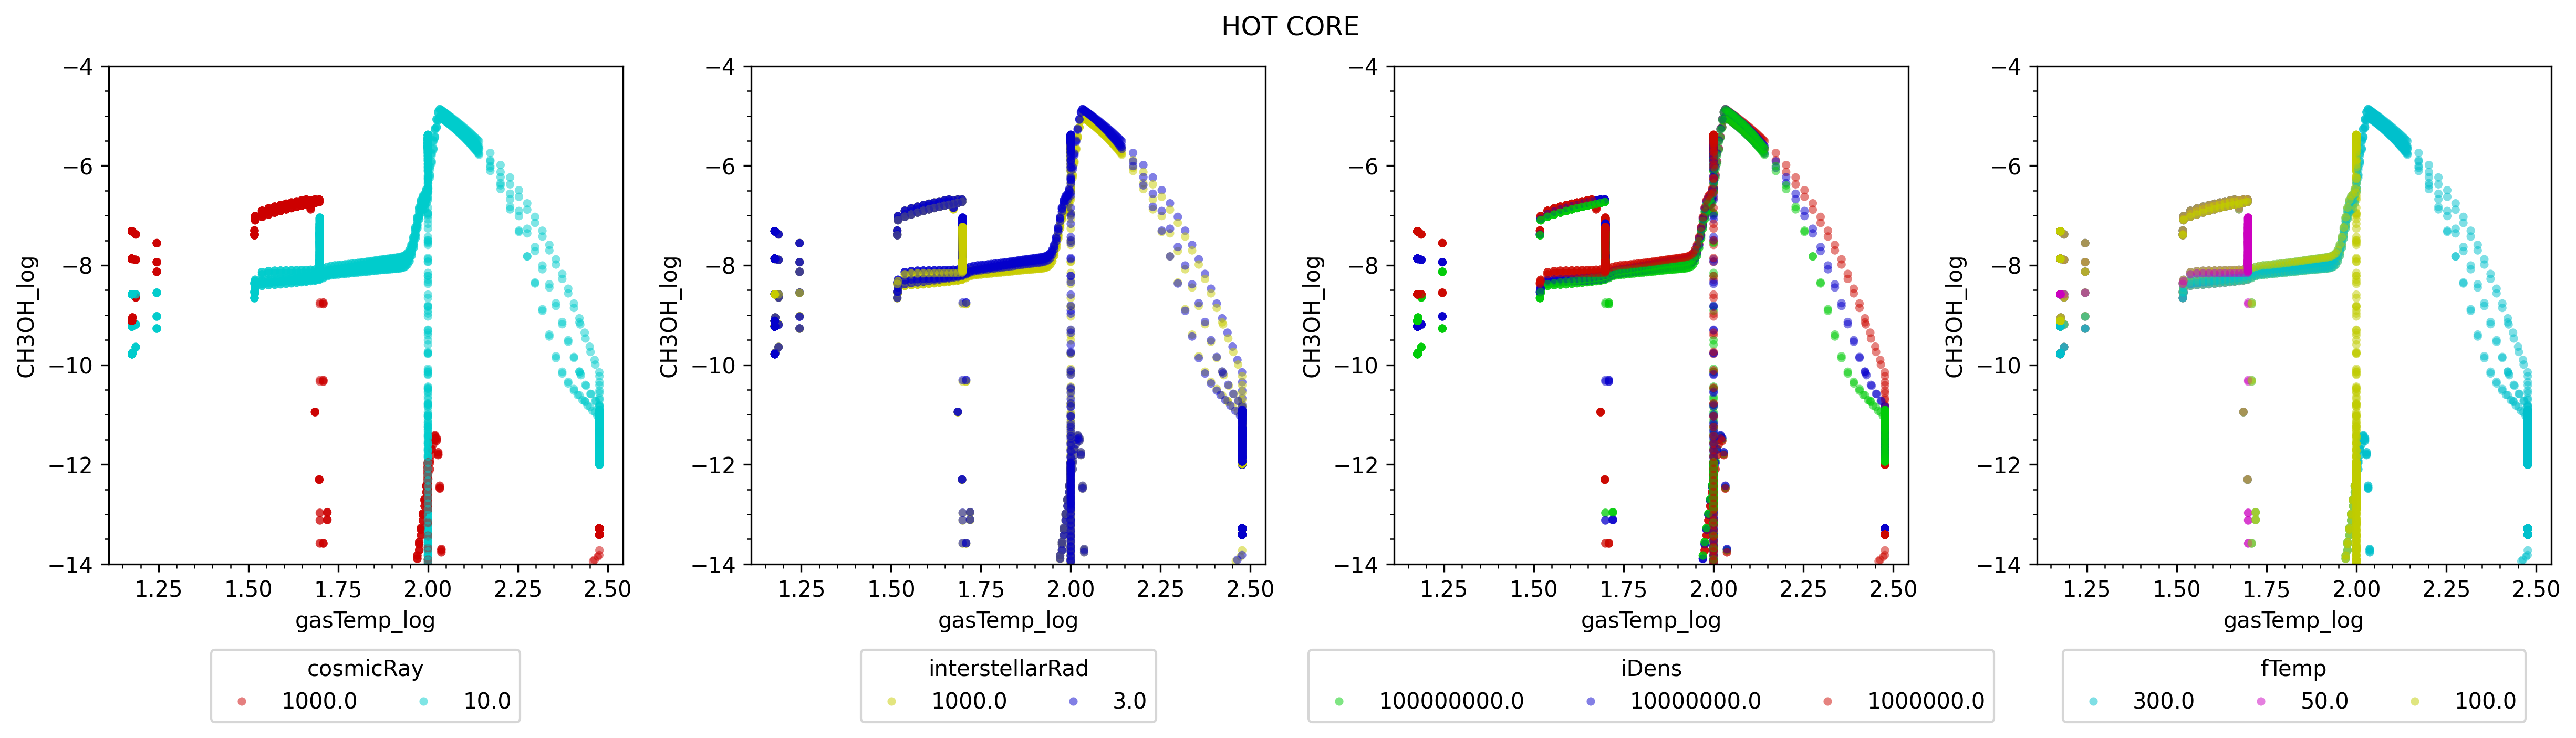 HOT CORE
CH3OH_log
−4
−6
−8
−10
−12
−14
1.25 1.50 1.75 2.00 2.25 2.50
gasTemp_log
cosmicRay
1000.0 10.0
CH3OH_log
−4
−6
−8
−10
−12
−14
1.25 1.50 1.75 2.00 2.25 2.50
gasTemp_log
interstellarRad
1000.0 3.0
CH3OH_log
−4
−6
−8
−10
−12
−14
1.25 1.50 1.75 2.00 2.25 2.50
gasTemp_log
iDens
100000000.0 10000000.0 1000000.0
CH3OH_log
−4
−6
−8
−10
−12
−14
1.25 1.50 1.75 2.00 2.25 2.50
gasTemp_log
fTemp
300.0 50.0 100.0